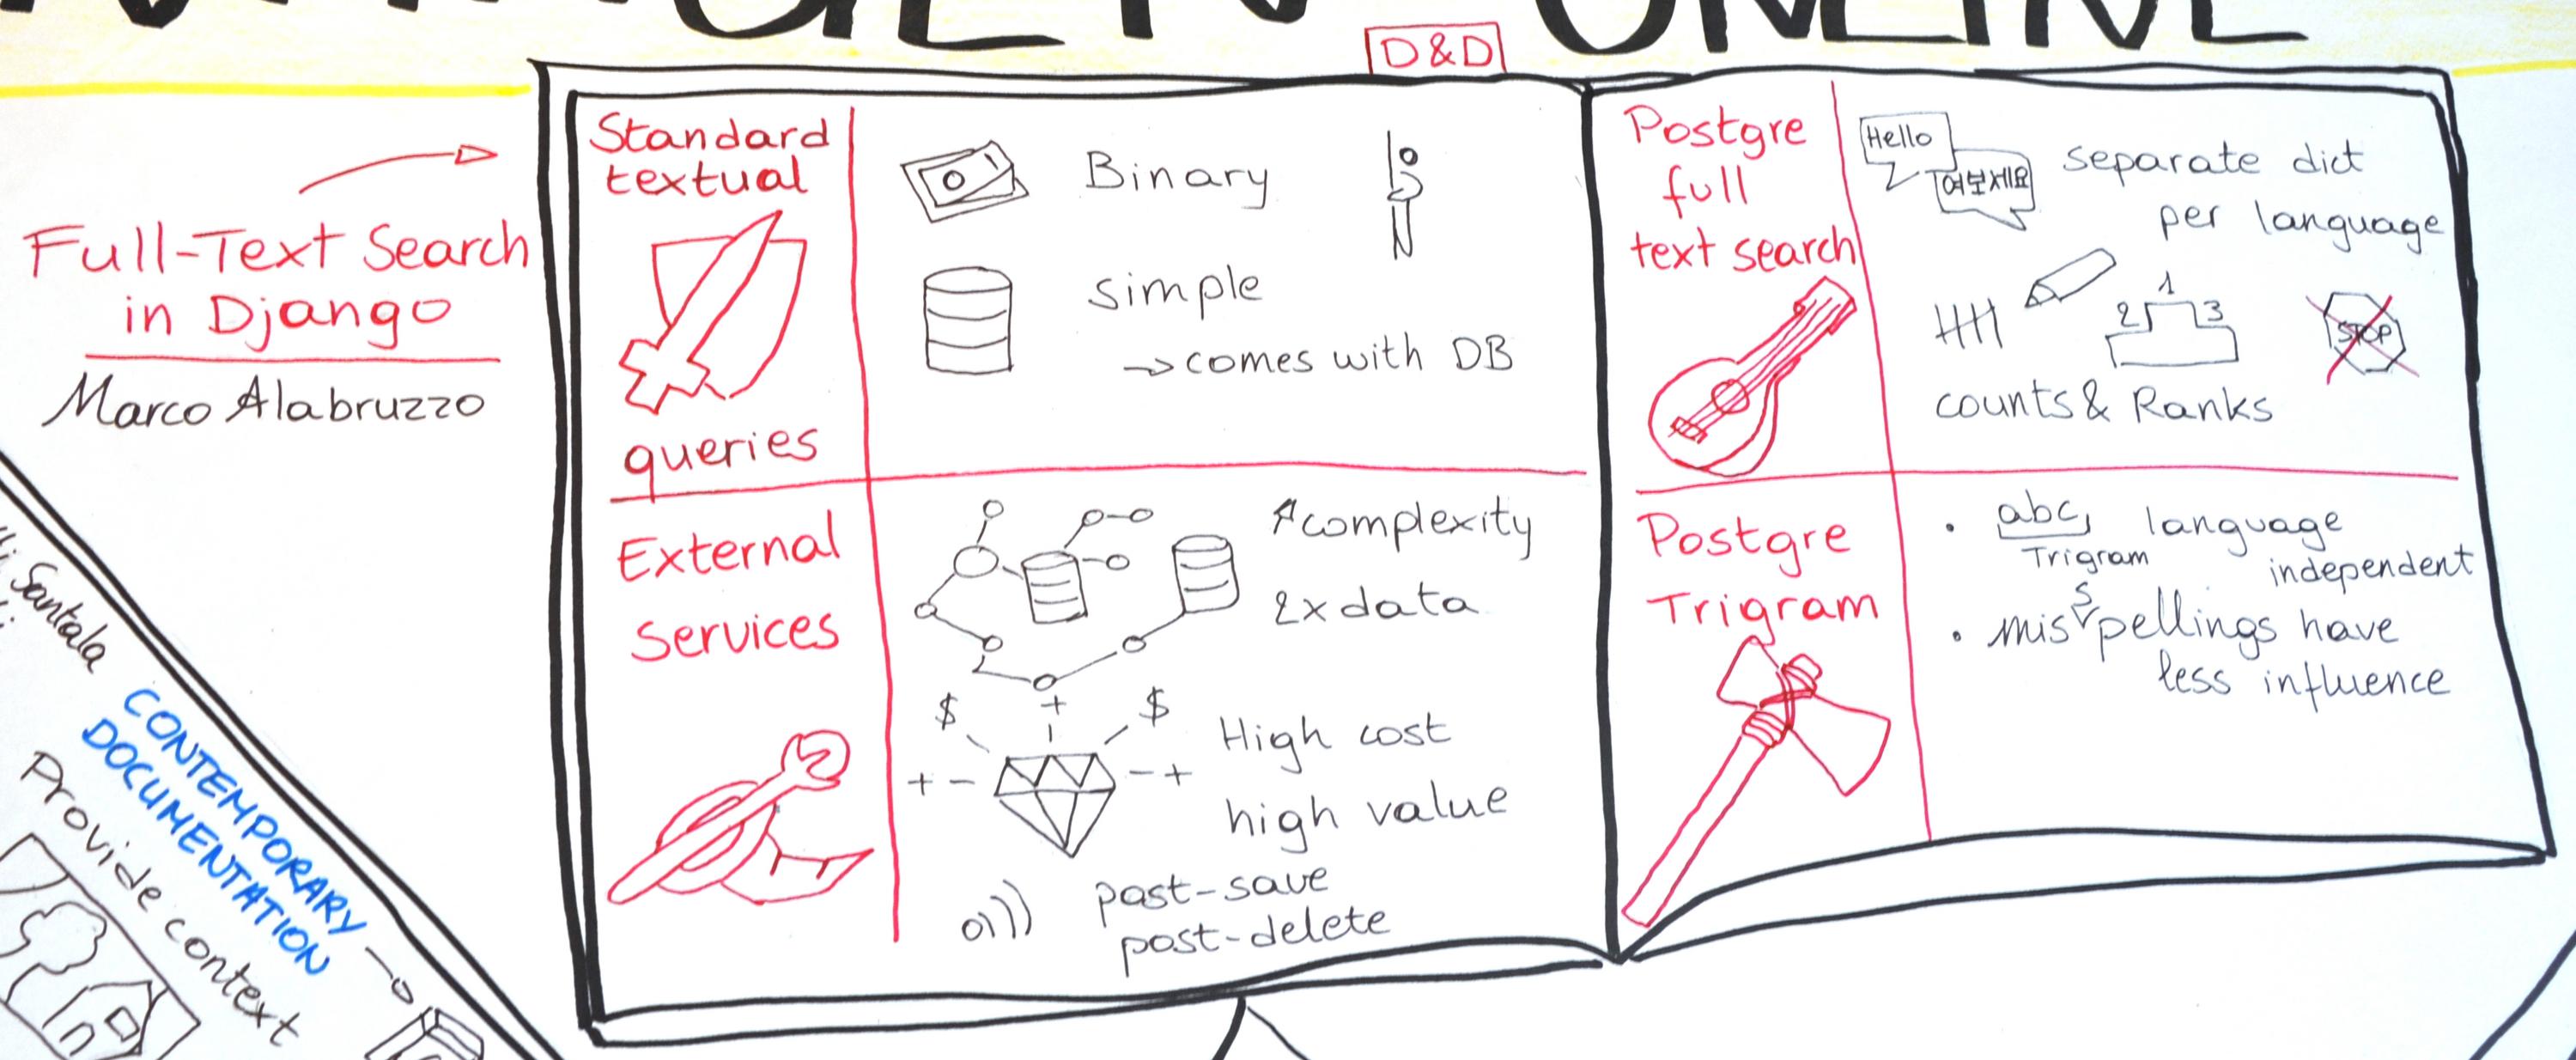 ONLINE
D&D
Full-Text Search
in Django
Marco Alabruzzo
Standard
textual
queries
Binary
simple
→ comes with DB
External
Services
↑complexity
2x data
$ + $
+ - - +
High cost
high value
post-save
post-delete
Postgre
full
text search
Hello
여보세요
separate dict
per language
1
2 3
STOP
counts & Ranks
Postgre
Trigram
• abc, language
Trigram independent
• misspellings have
less influence
Santala
CONTEMPORARY
DOCUMENTATION
Provide context